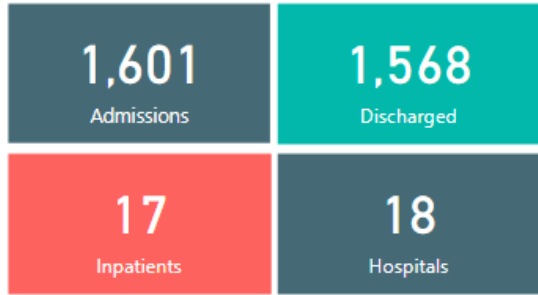 1,601
Admissions
1,568
Discharged
17
Inpatients
18
Hospitals